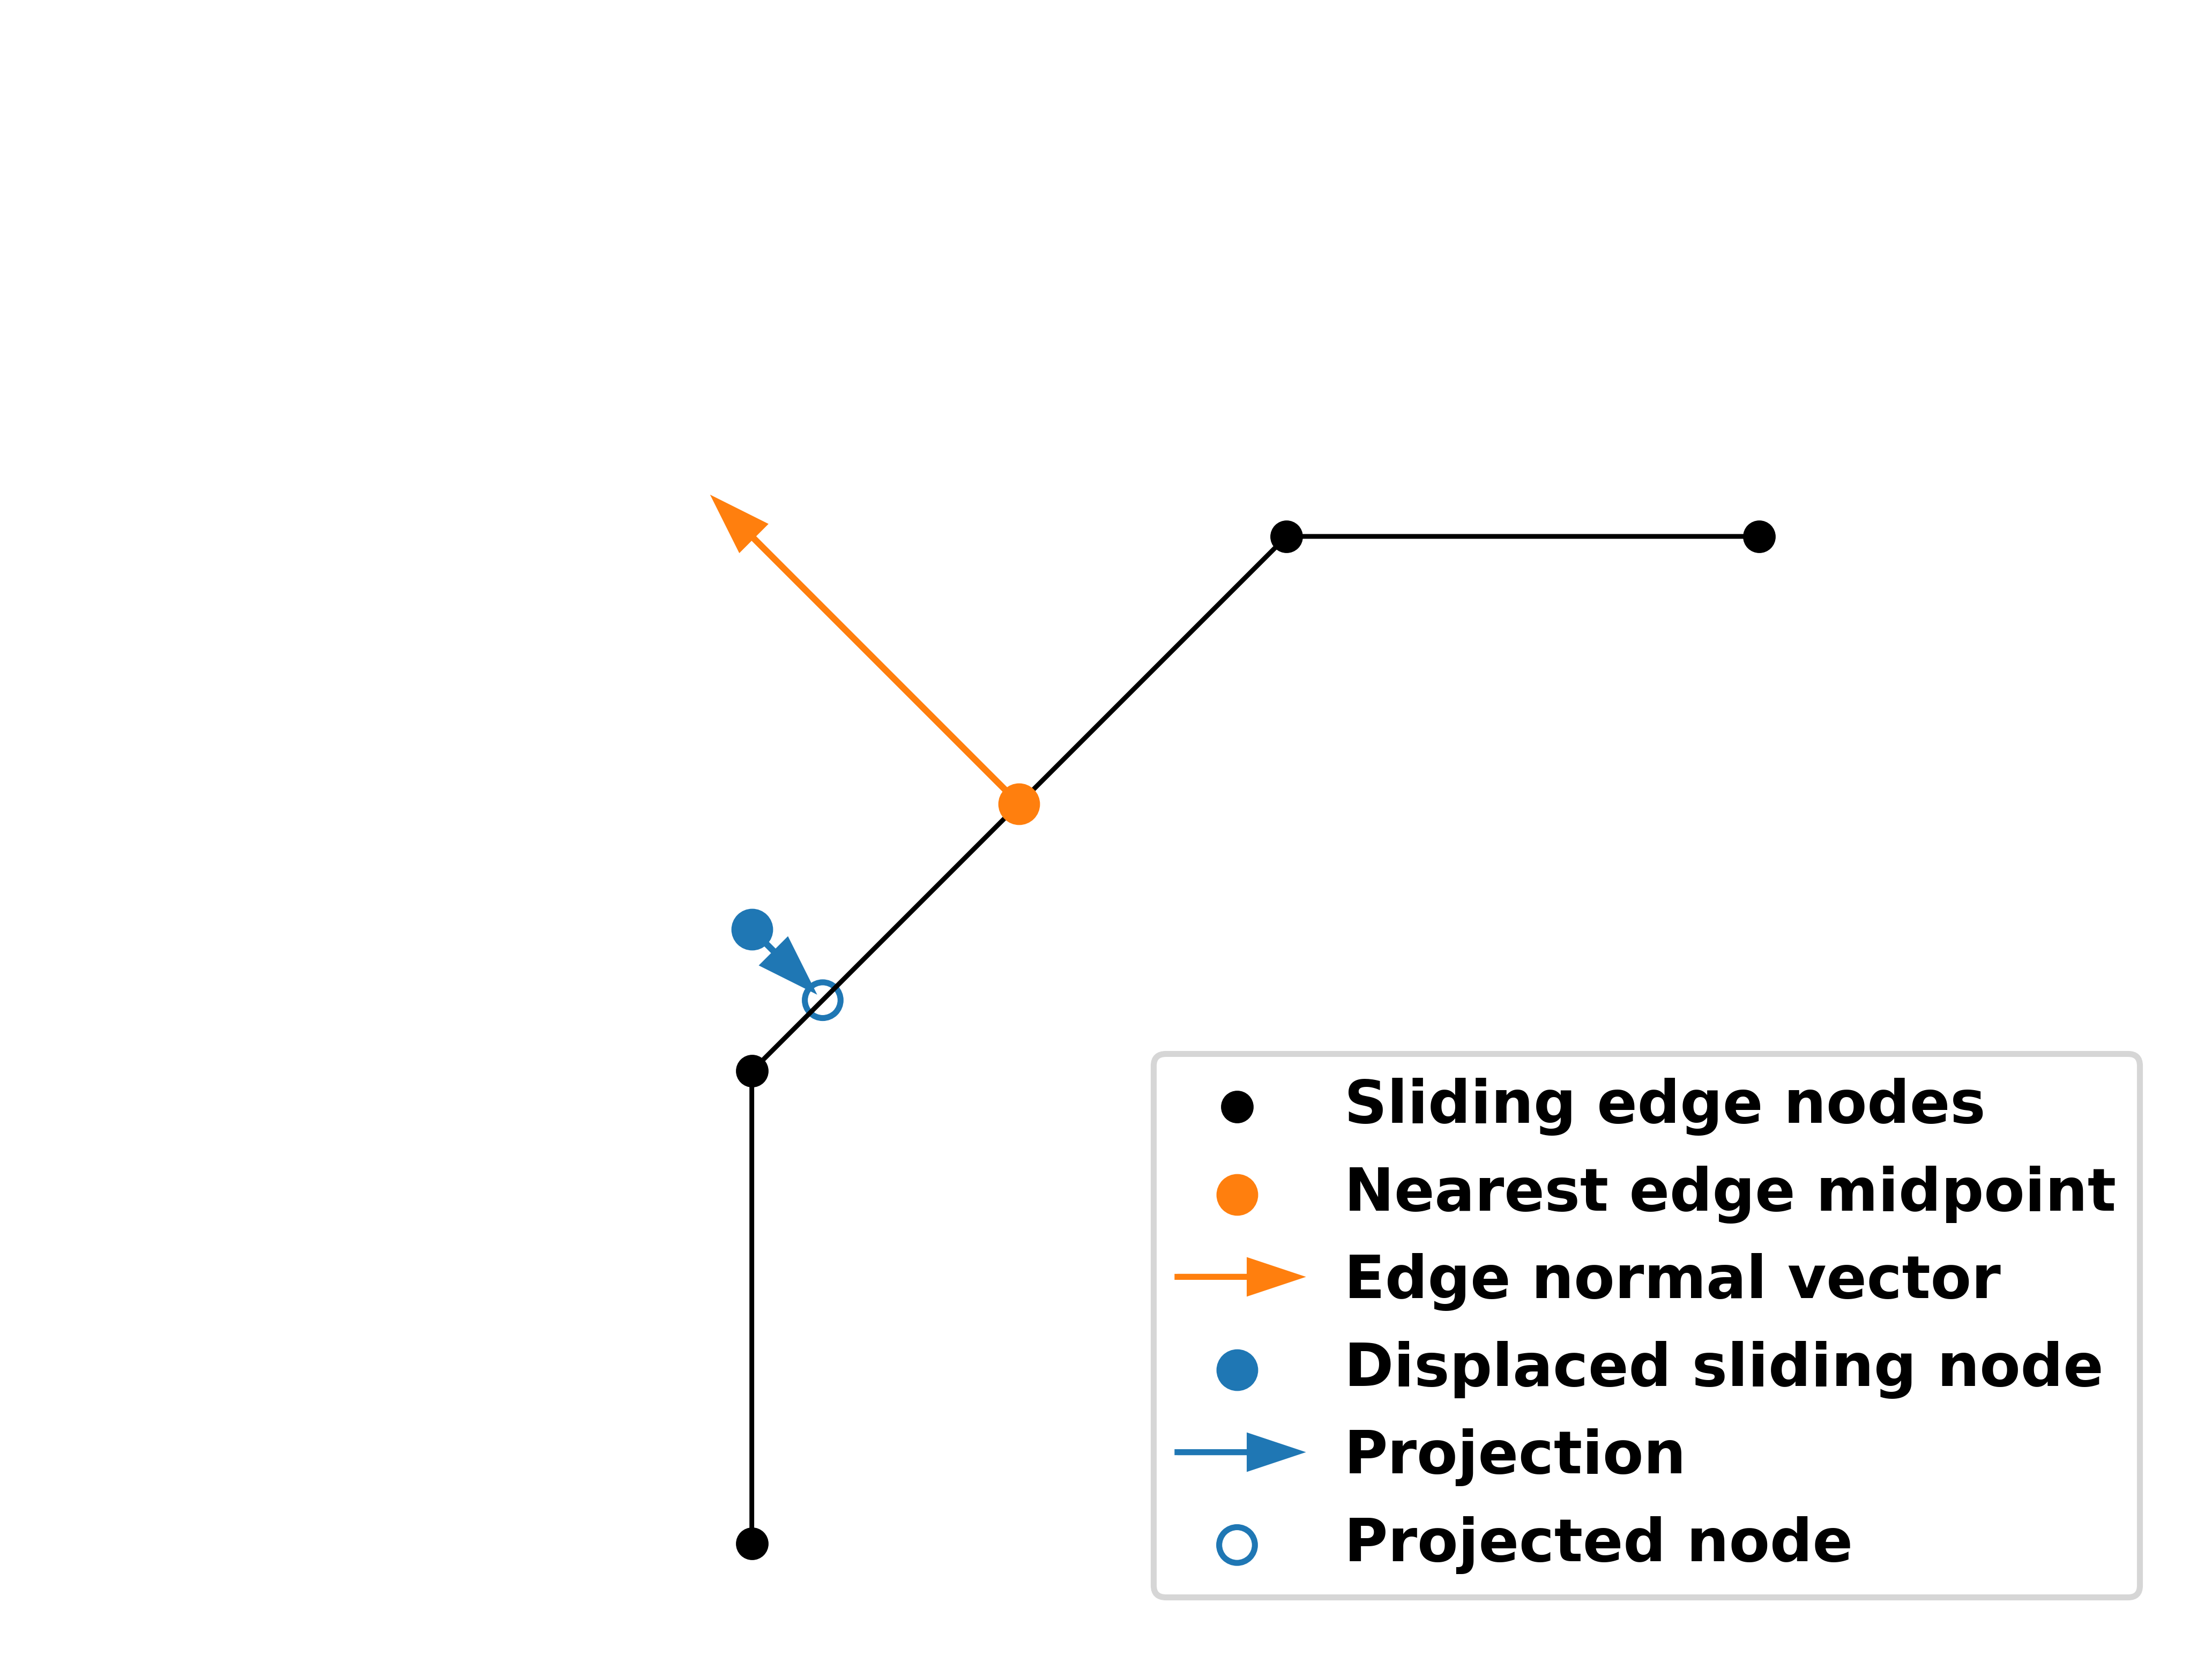 Sliding edge nodes
Nearest edge midpoint
Edge normal vector
Displaced sliding node
Projection
Projected node